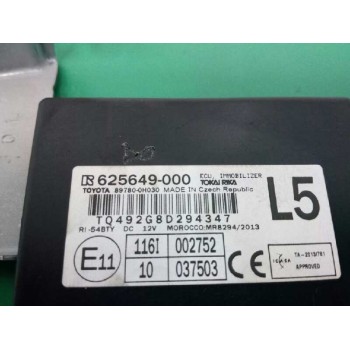 625649-000 ECU, IMMOBILIZER TOKAI RIKA
TOYOTA 89780-0H030 MADE IN Czech Republic
TQ492G8D294347
L5
RI-54BTY DC 12V MOROCCO/MR8294/2013
E11 116I 002752
10 037503
APPROVED